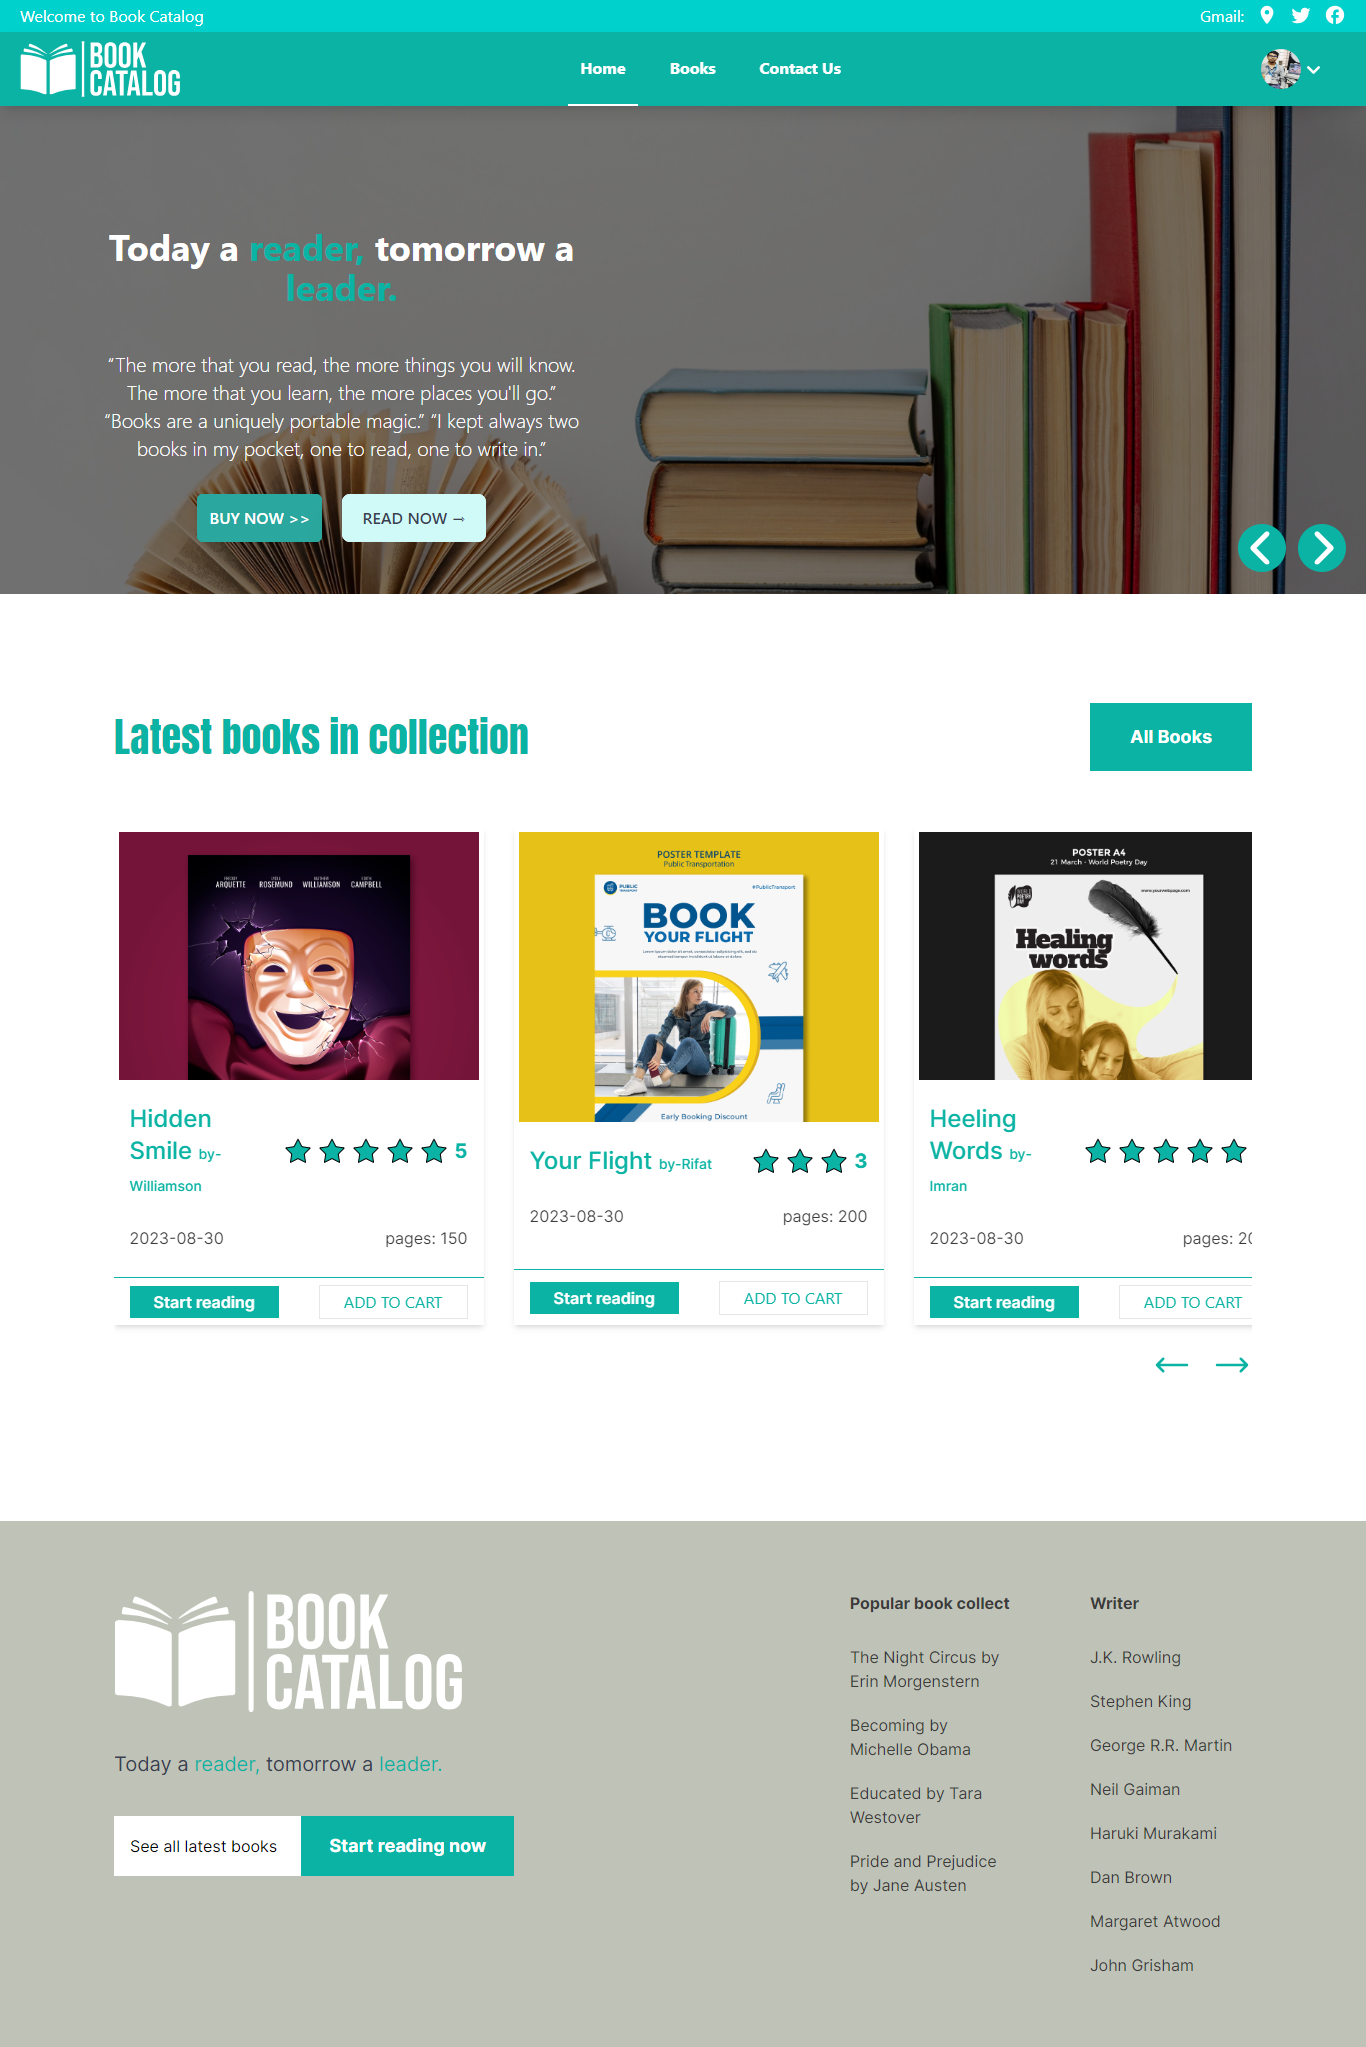 Welcome to Book Catalog
Gmail:
BOOK
CATALOG
Home
Books
Contact Us
Today a reader, tomorrow a
leader.
“The more that you read, the more things you will know.
The more that you learn, the more places you'll go.”
“Books are a uniquely portable magic.” “I kept always two
books in my pocket, one to read, one to write in.”
BUY NOW >>
READ NOW →
Latest books in collection
All Books
ARQUETTE
ROSEMUND
WILLIAMSON
CAMPBELL
Hidden
Smile by-
Williamson
5
2023-08-30
pages: 150
Start reading
ADD TO CART
POSTER TEMPLATE
Public Transportation
PUBLIC
TRANSPORT
#PublicTransport
BOOK
YOUR FLIGHT
Early Booking Discount
Your Flight by-Rifat
3
2023-08-30
pages: 200
Start reading
ADD TO CART
POSTER A4
21 March - World Poetry Day
www.yourwebpage.com
Healing
words
Heeling
Words by-
Imran
2023-08-30
pages: 20
Start reading
ADD TO CART
BOOK
CATALOG
Today a reader, tomorrow a leader.
See all latest books
Start reading now
Popular book collect
The Night Circus by
Erin Morgenstern
Becoming by
Michelle Obama
Educated by Tara
Westover
Pride and Prejudice
by Jane Austen
Writer
J.K. Rowling
Stephen King
George R.R. Martin
Neil Gaiman
Haruki Murakami
Dan Brown
Margaret Atwood
John Grisham